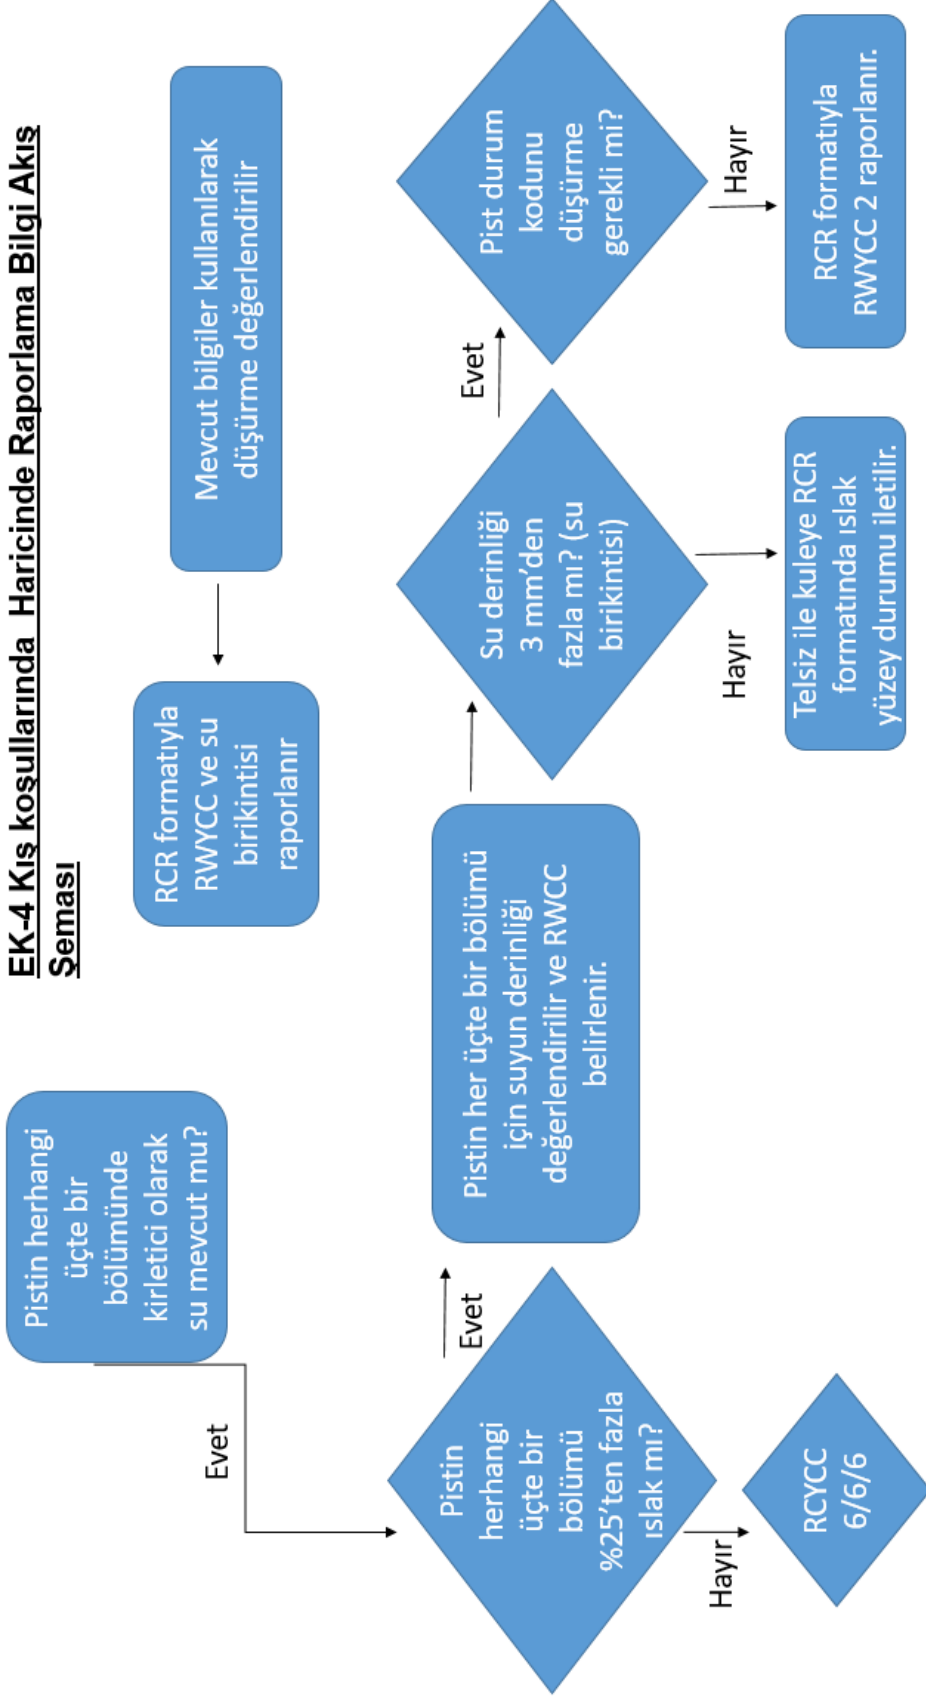 EK-4 Kış koşullarında Haricinde Raporlama Bilgi Akış
Şeması
Pistin herhangi
üçte bir
bölümünde
kirletici olarak
su mevcut mu?
Evet
Pistin
herhangi
üçte bir
bölümü
%25'ten fazla
ıslak mı?
Hayır
RCYCC
6/6/6
Evet
Pistin her üçte bir bölümü
için suyun derinliği
değerlendirilir ve RWCC
belirlenir.
Su derinliği
3 mm'den
fazla mı? (su
birikintisi)
Hayır
Telsiz ile kuleye RCR
formatında ıslak
yüzey durumu iletilir.
Evet
Pist durum
kodunu
düşürme
gerekli mi?
Hayır
RCR formatıyla
RWYCC 2 raporlanır.
Mevcut bilgiler kullanılarak
düşürme değerlendirilir
RCR formatıyla
RWYCC ve su
birikintisi
raporlanır